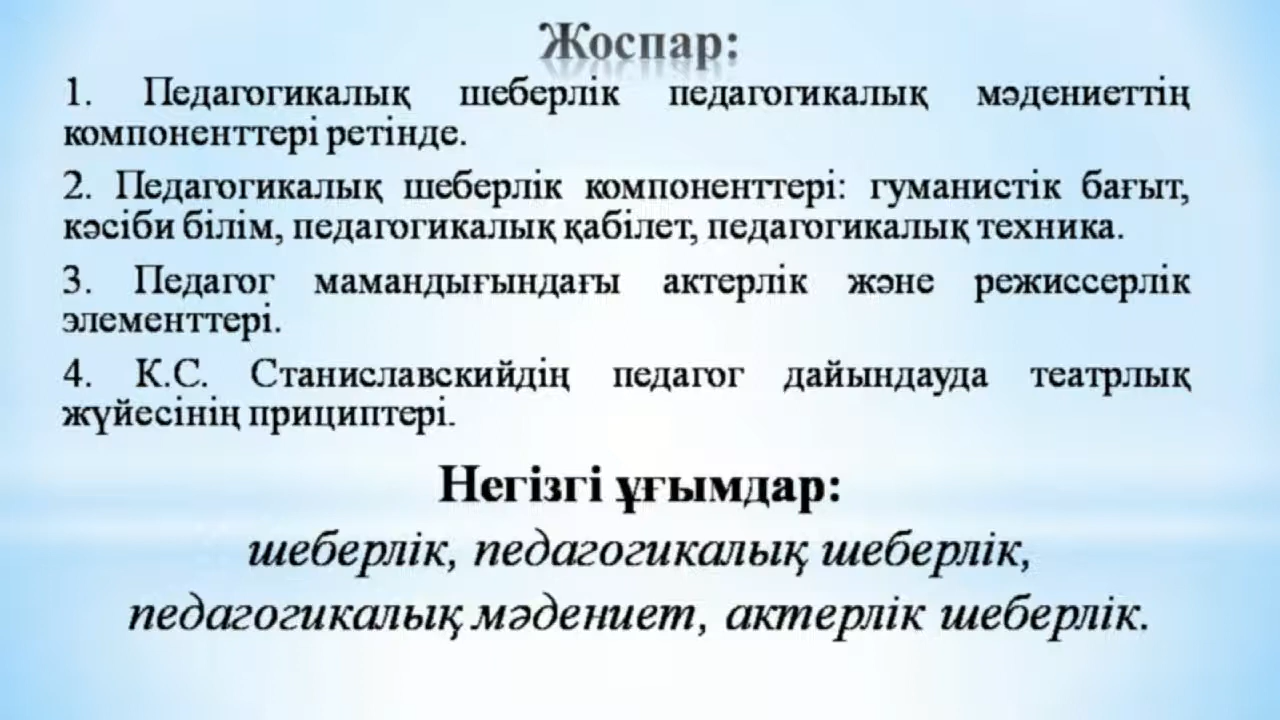 Жоспар:
1. Педагогикалық шеберлік педагогикалық мәдениеттің
компоненттері ретінде.
2. Педагогикалық шеберлік компоненттері: гуманистік бағыт,
кәсіби білім, педагогикалық қабілет, педагогикалық техника.
3. Педагог мамандығындағы актерлік және режиссерлік
элементтері.
4. К.С. Станиславскийдің педагог дайындауда театрлық
жүйесінің прициптері.
Негізгі ұғымдар:
шеберлік, педагогикалық шеберлік,
педагогикалық мәдениет, актерлік шеберлік.